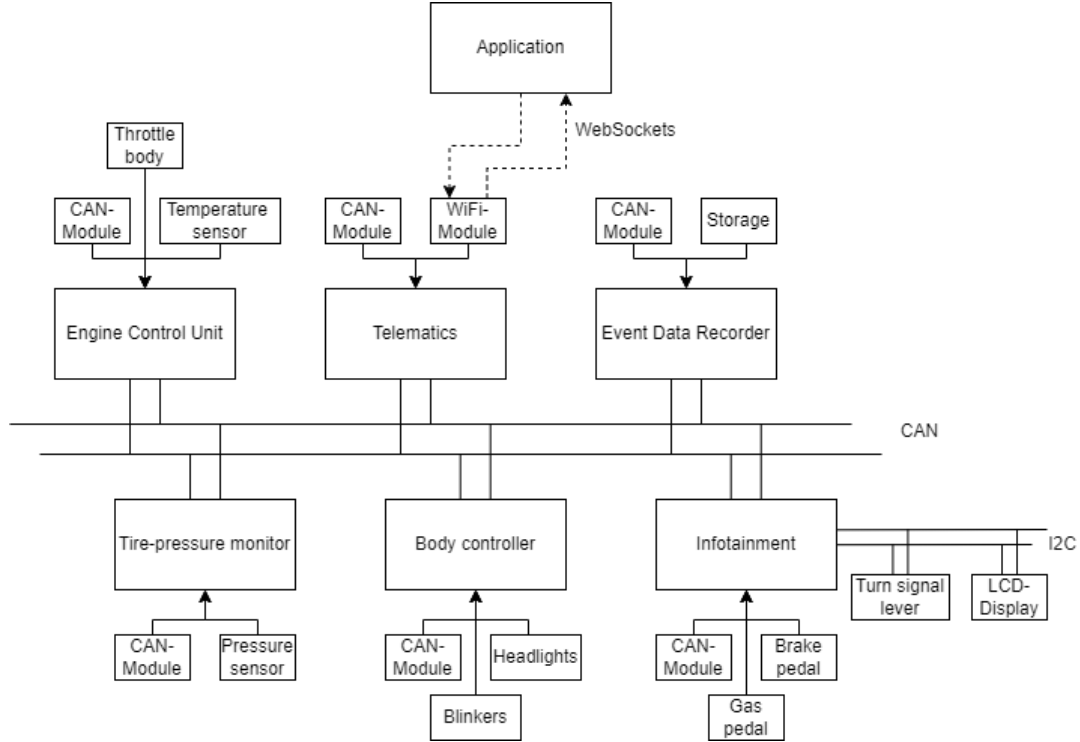 Application
WebSockets
Throttle
body
CAN-
Module
Temperature
sensor
CAN-
Module
WiFi-
Module
CAN-
Module
Storage
Engine Control Unit
Telematics
Event Data Recorder
CAN
Tire-pressure monitor
Body controller
Infotainment
I2C
Turn signal
lever
LCD-
Display
CAN-
Module
Pressure
sensor
CAN-
Module
Headlights
CAN-
Module
Brake
pedal
Blinkers
Gas
pedal